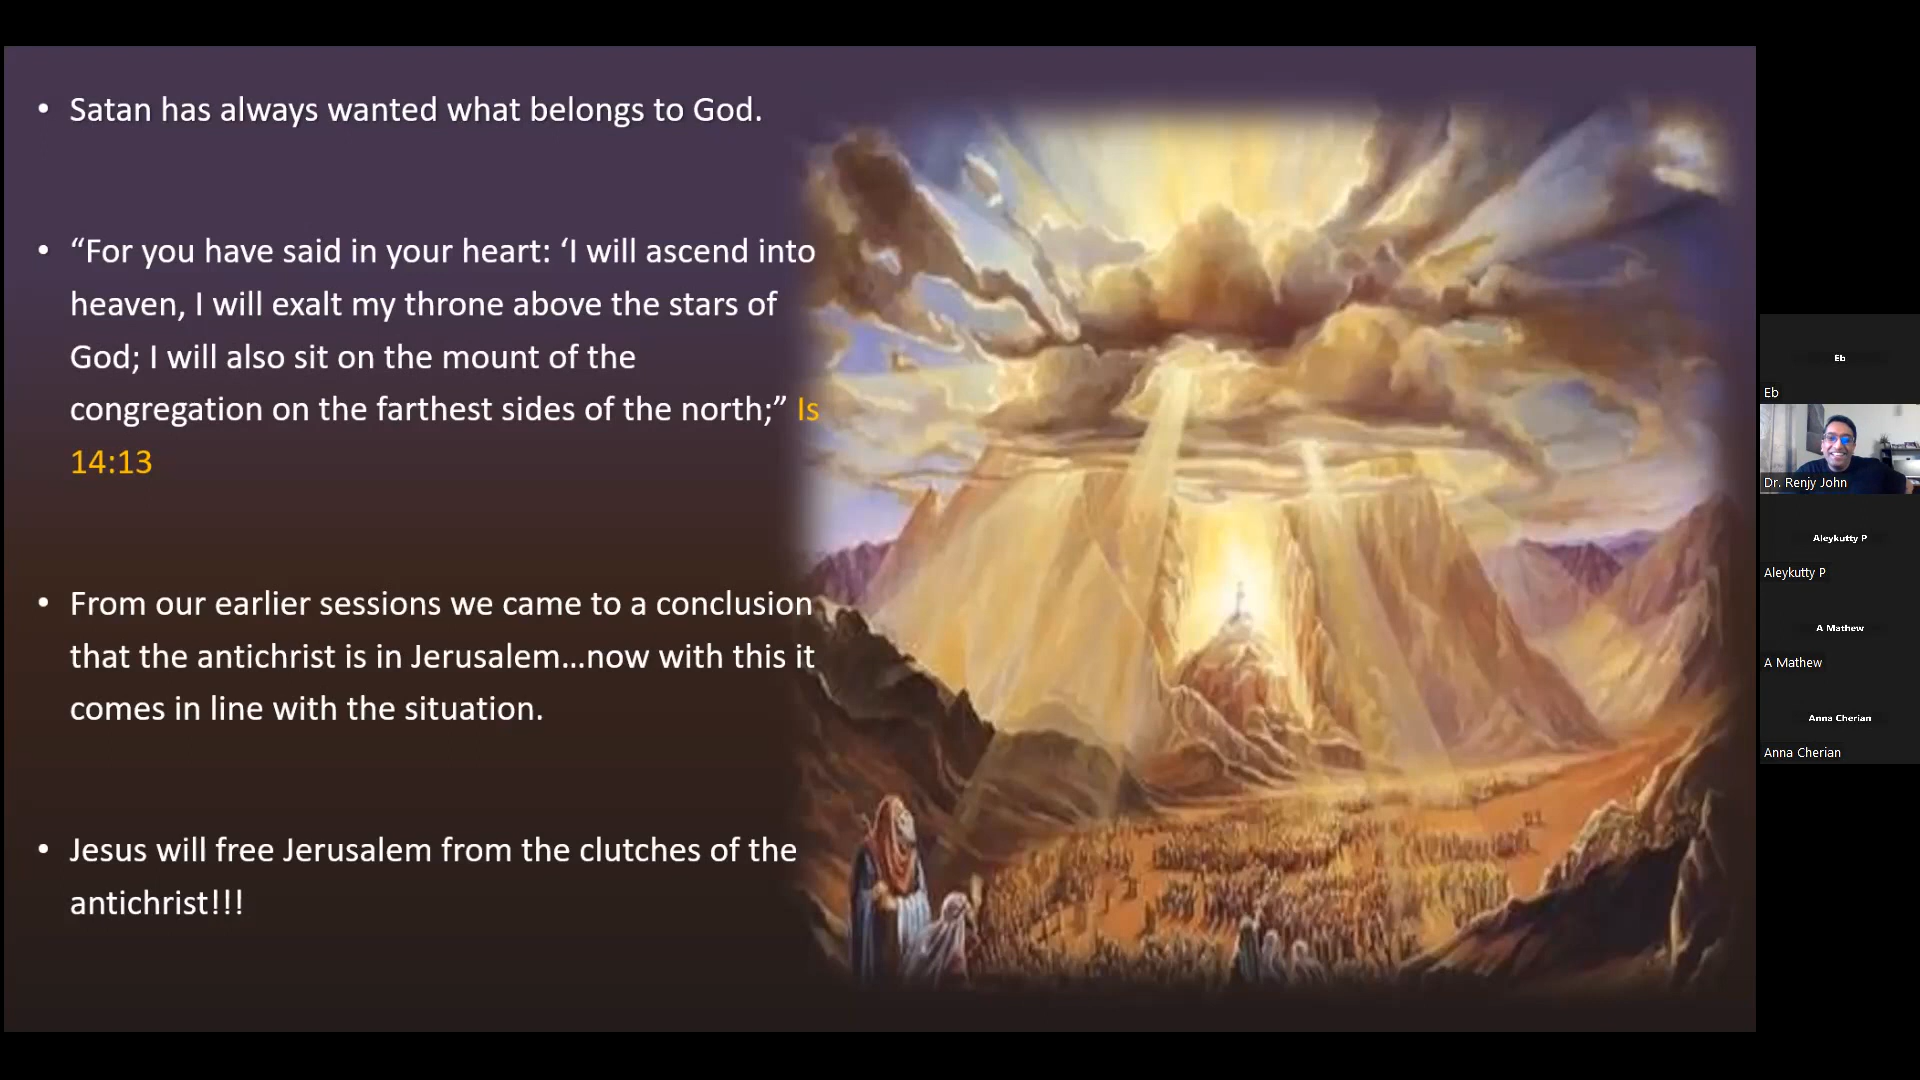 • Satan has always wanted what belongs to God.
• “For you have said in your heart: ‘I will ascend into
heaven, I will exalt my throne above the stars of
God; I will also sit on the mount of the
congregation on the farthest sides of the north;” Is
14:13
• From our earlier sessions we came to a conclusion
that the antichrist is in Jerusalem...now with this it
comes in line with the situation.
• Jesus will free Jerusalem from the clutches of the
antichrist!!!
Eb
Eb
Dr. Renjy John
Aleykutty P
Aleykutty P
A Mathew
A Mathew
Anna Cherian
Anna Cherian